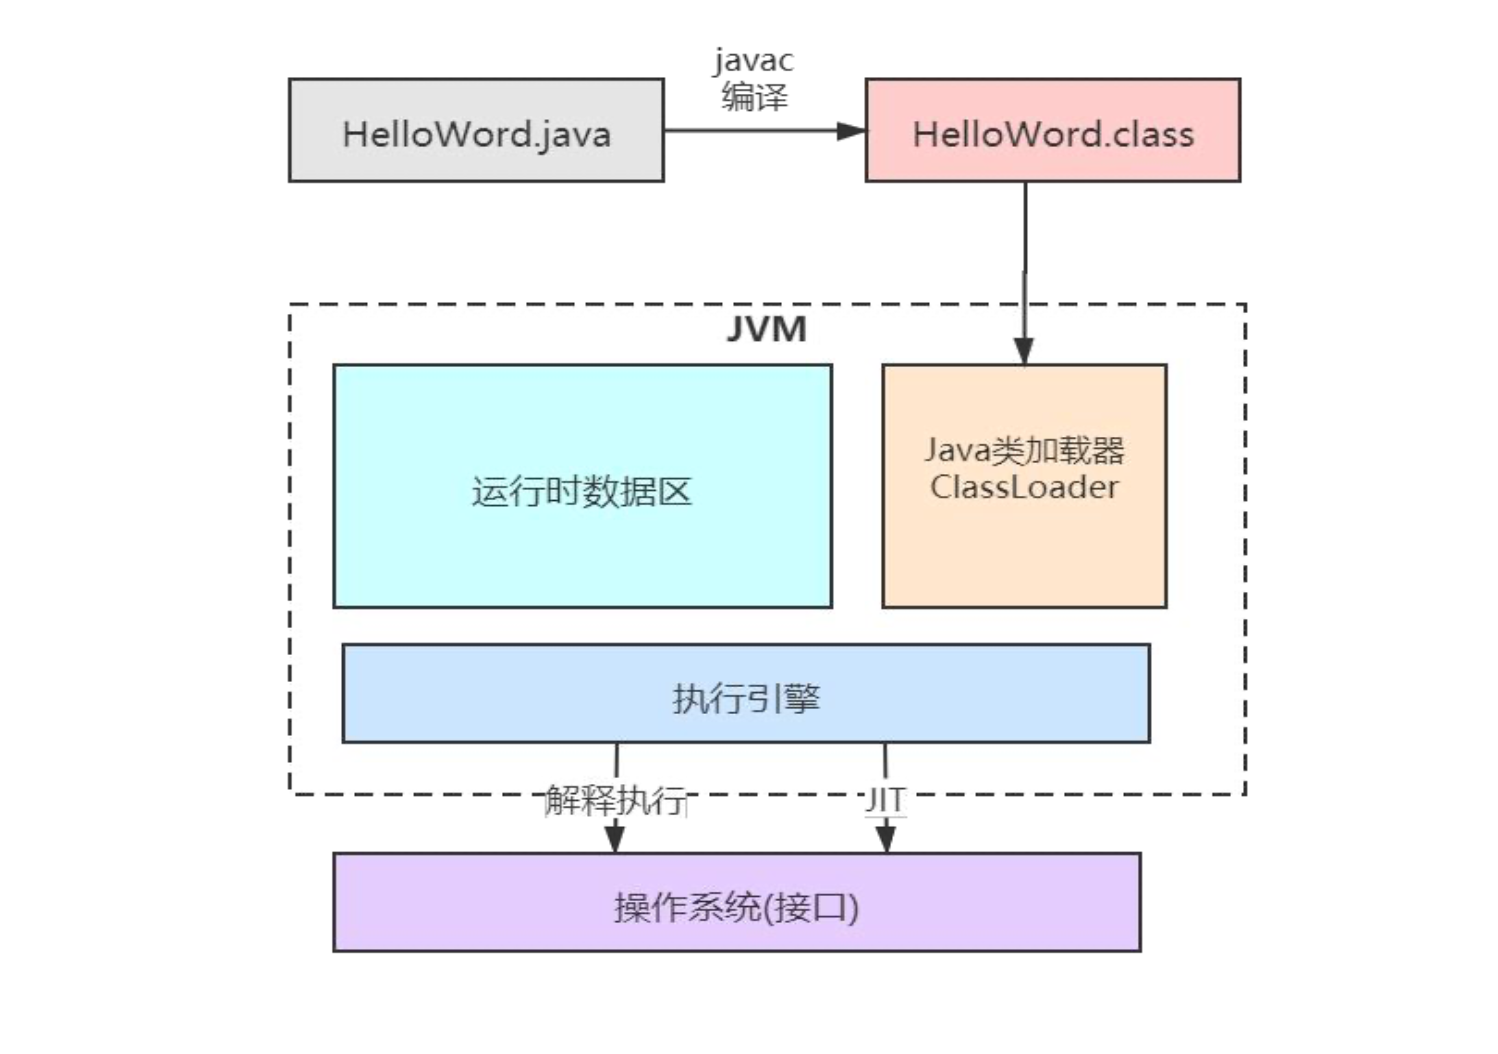 javac
编译
HelloWord.java
HelloWord.class
JVM
运行时数据区
Java类加载器
ClassLoader
执行引擎
解释执行
JIT
操作系统(接口)